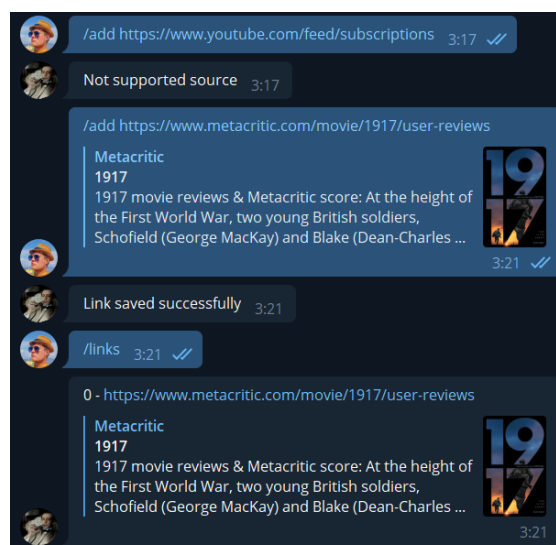 /add https://www.youtube.com/feed/subscriptions 3:17
Not supported source 3:17
/add https://www.metacritic.com/movie/1917/user-reviews
Metacritic
1917
1917 movie reviews & Metacritic score: At the height of
the First World War, two young British soldiers,
Schofield (George MacKay) and Blake (Dean-Charles ...
19
17
3:21
Link saved successfully 3:21
/links 3:21
0 - https://www.metacritic.com/movie/1917/user-reviews
Metacritic
1917
1917 movie reviews & Metacritic score: At the height of
the First World War, two young British soldiers,
Schofield (George MacKay) and Blake (Dean-Charles ...
19
17
3:21